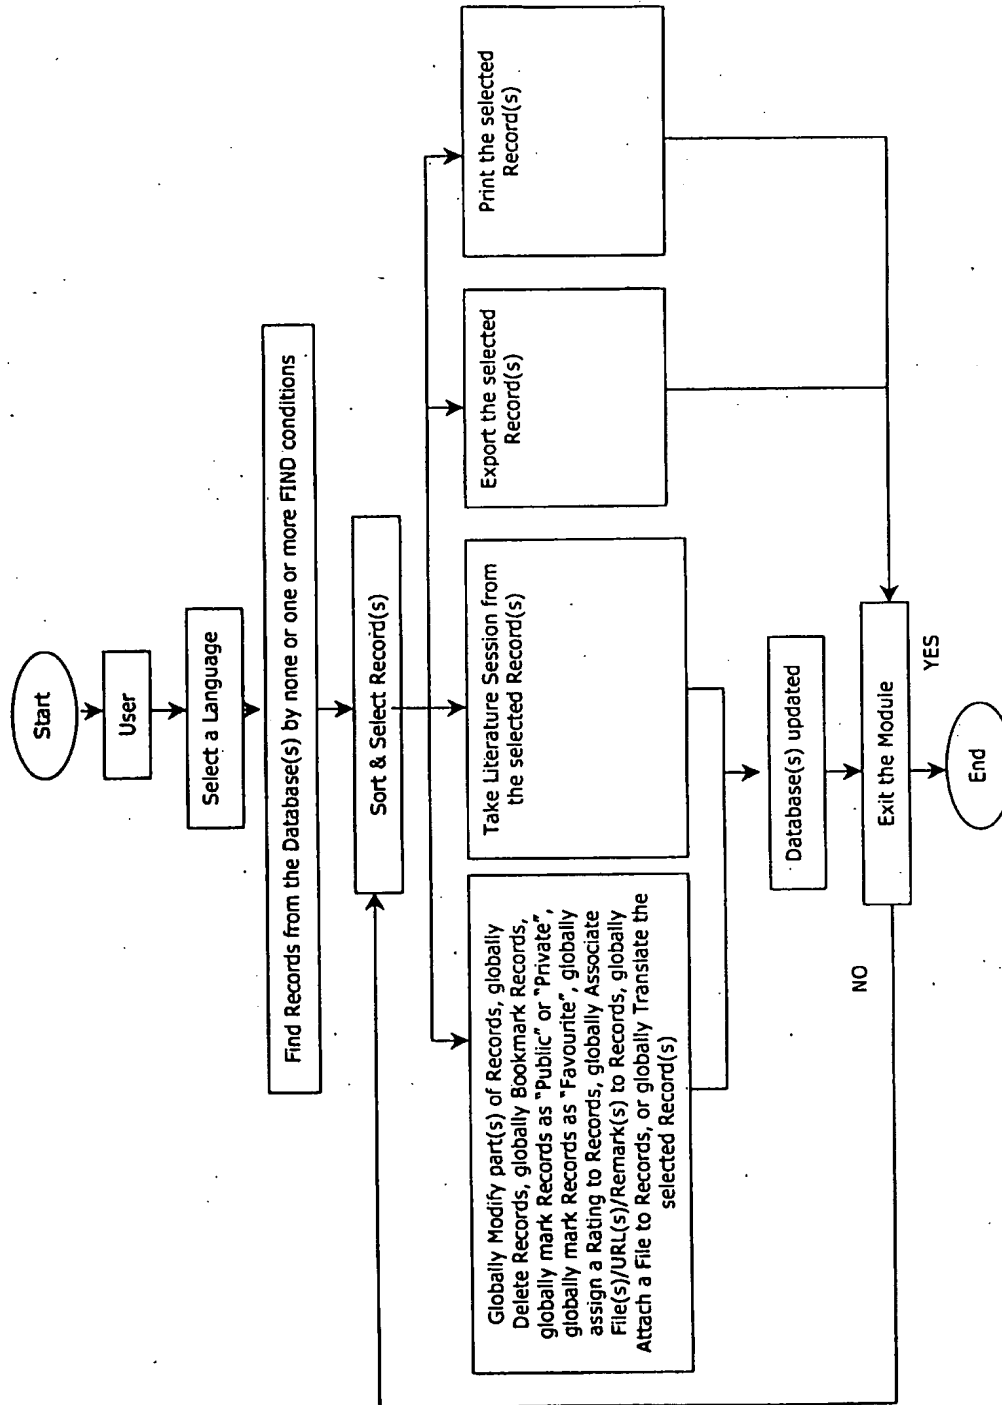 Start
User
Select a Language
Find Records from the Database(s) by none or one or more FIND conditions
Sort & Select Record(s)
Globally Modify part(s) of Records, globally
Delete Records, globally Bookmark Records,
globally mark Records as "Public" or "Private",
globally mark Records as "Favourite", globally
assign a Rating to Records, globally Associate
File(s)/URL(s)/Remark(s) to Records, globally
Attach a File to Records, or globally Translate the
selected Record(s)
Take Literature Session from
the selected Record(s)
Export the selected
Record(s)
Print the selected
Record(s)
Database(s) updated
Exit the Module
NO
YES
End